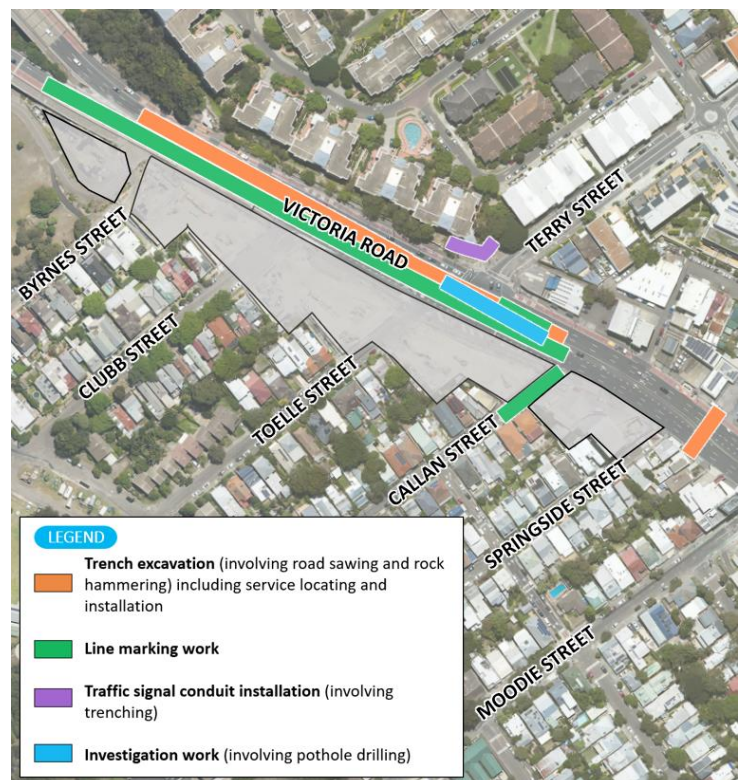 TERRY STREET
VICTORIA ROAD
BYRNES STREET
CLUBB STREET
TOELLE STREET
CALLAN STREET
SPRINGSIDE STREET
MOODIE STREET
LEGEND
Trench excavation (involving road sawing and rock
hammering) including service locating and
installation
Line marking work
Traffic signal conduit installation (involving
trenching)
Investigation work (involving pothole drilling)